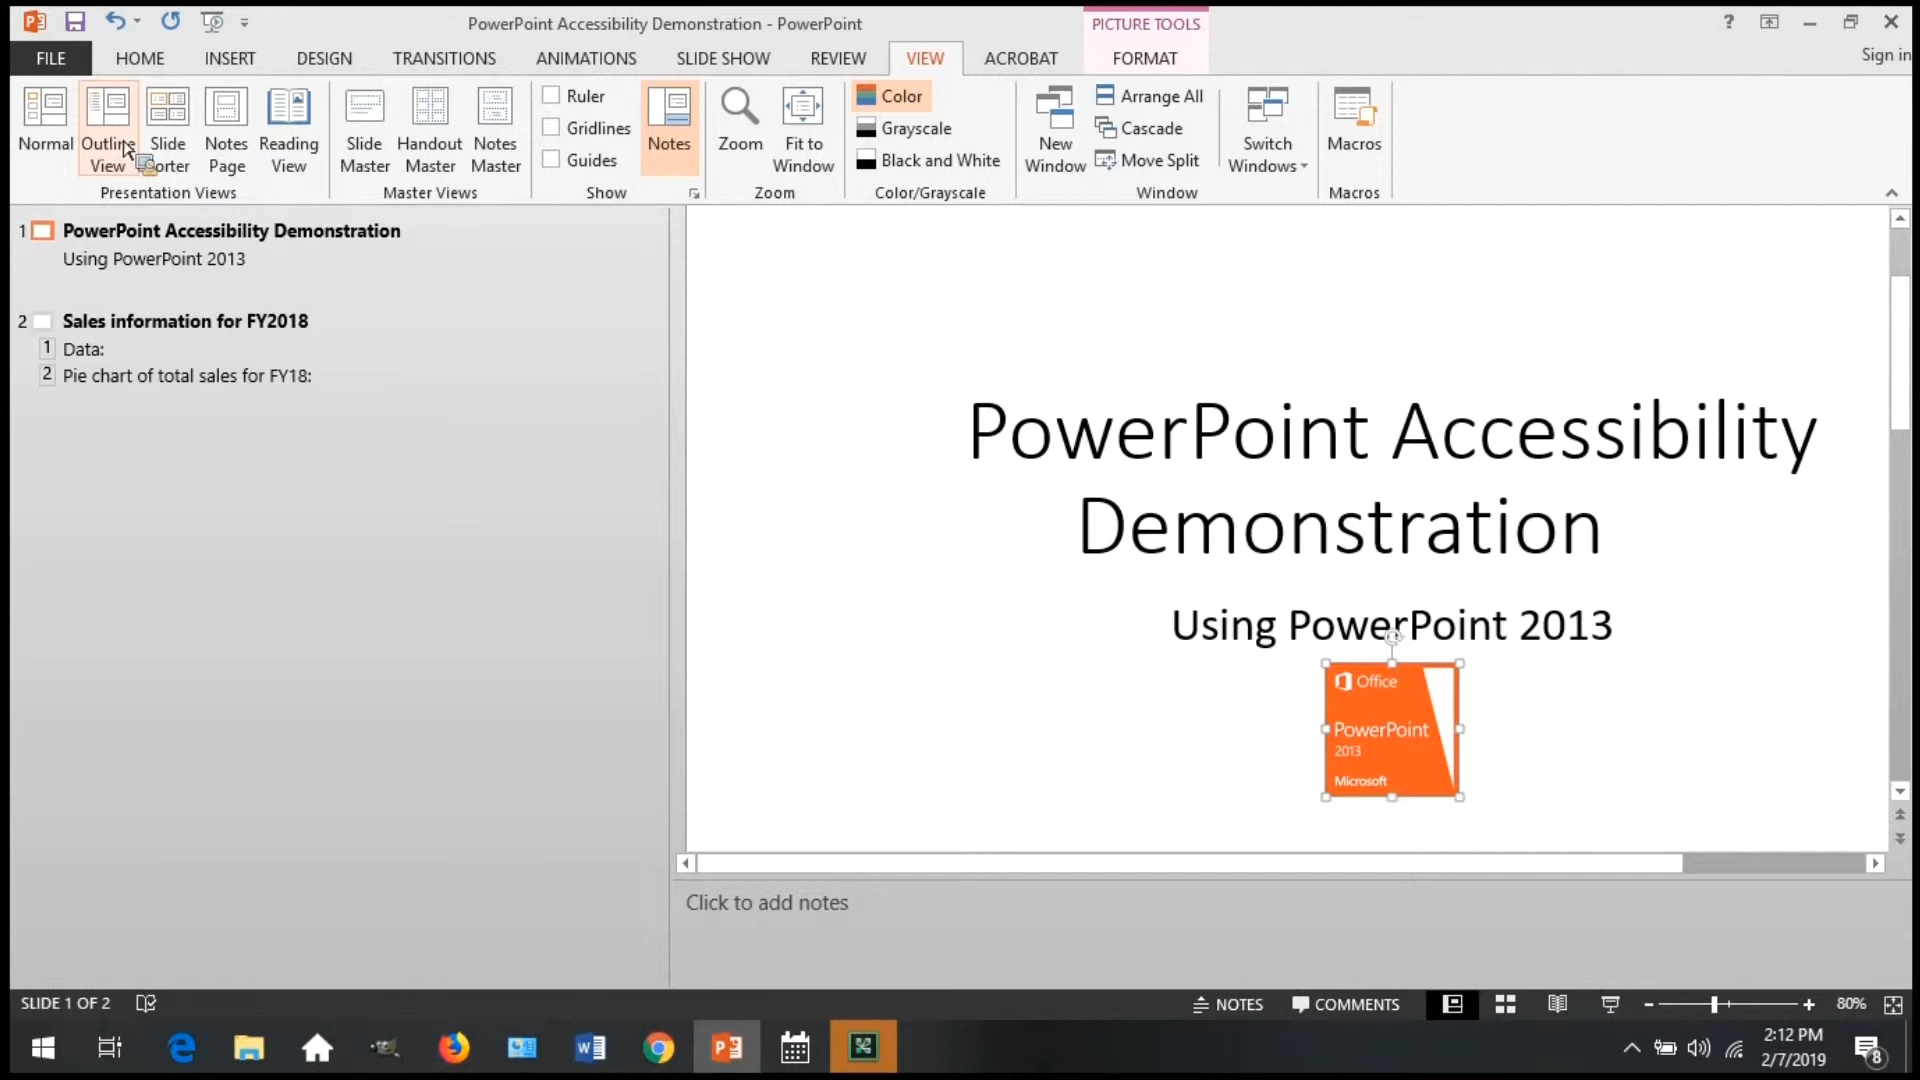 PowerPoint Accessibility Demonstration - PowerPoint
PICTURE TOOLS
?
FILE
HOME
INSERT
DESIGN
TRANSITIONS
ANIMATIONS
SLIDE SHOW
REVIEW
VIEW
ACROBAT
FORMAT
Sign in
Normal
Outline
View
Slide
Sorter
Notes
Page
Reading
View
Presentation Views
Slide
Master
Handout
Master
Notes
Master
Master Views
Ruler
Gridlines
Guides
Show
Notes
Zoom
Fit to
Window
Zoom
Color
Grayscale
Black and White
Color/Grayscale
New
Window
Arrange All
Cascade
Move Split
Window
Switch
Windows
Macros
Macros
1 PowerPoint Accessibility Demonstration
Using PowerPoint 2013
2 Sales information for FY2018
1 Data:
2 Pie chart of total sales for FY18:
PowerPoint Accessibility
Demonstration
Using PowerPoint 2013
Office
PowerPoint
2013
Microsoft
Click to add notes
SLIDE 1 OF 2
NOTES
COMMENTS
80%
2:12 PM
2/7/2019
8